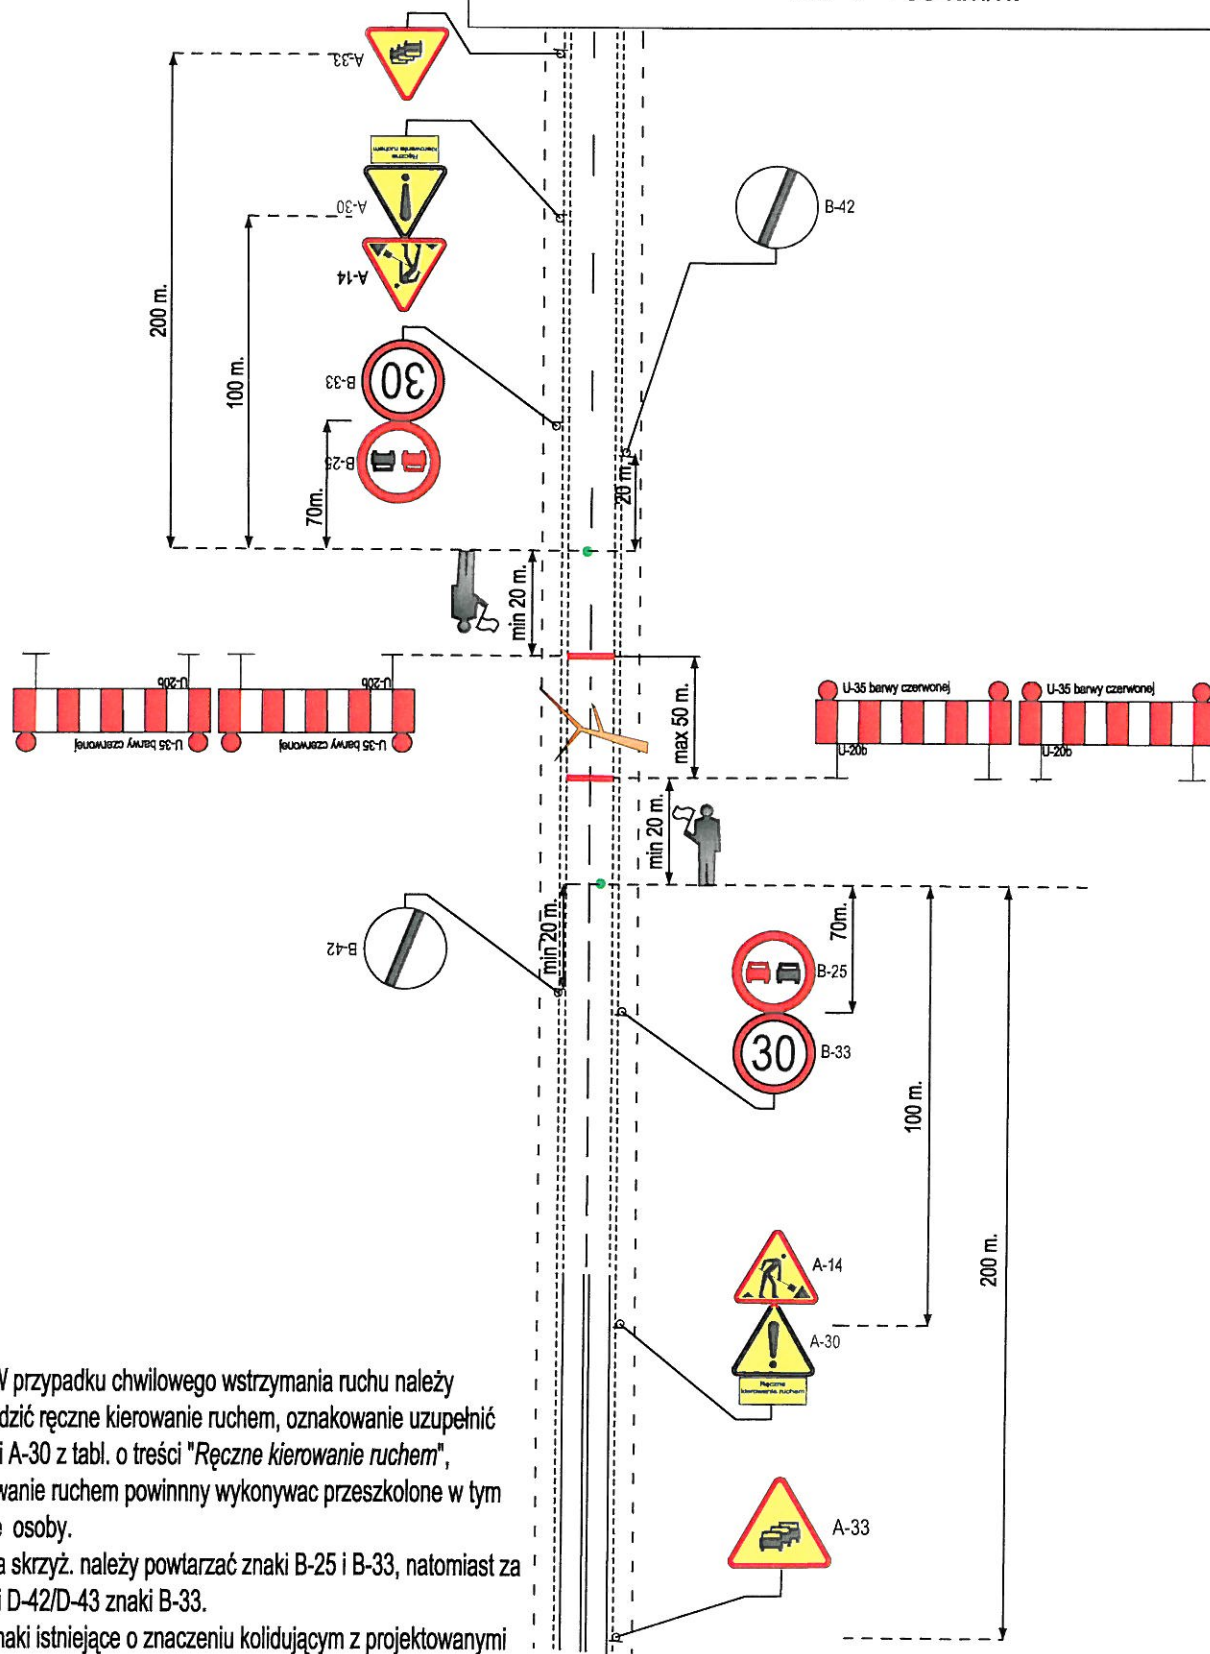 A-33
200 m.
Ręczne
kierowanie ruchem
A-30
B-42
A-14
100 m.
30
B-33
B-25
70m.
20 m.
min 20 m.
U-20b
U-20b
U-35 barwy czerwonej
U-35 barwy czerwonej
U-35 barwy czerwonej
U-35 barwy czerwonej
U-20b
U-20b
max 50 m.
min 20 m.
B-42
min 20 m.
70m.
B-25
30
B-33
100 m.
200 m.
A-14
A-30
Ręczne
kierowanie ruchem
A-33
W przypadku chwilowego wstrzymania ruchu należy
dzić ręczne kierowanie ruchem, oznakowanie uzupełnić
i A-30 z tabl. o treści "Ręczne kierowanie ruchem",
wanie ruchem powinnny wykonywac przeszkolone w tym
e osoby.
a skrzyż. należy powtarzać znaki B-25 i B-33, natomiast za
i D-42/D-43 znaki B-33.
naki istniejące o znaczeniu kolidującym z projektowanymi